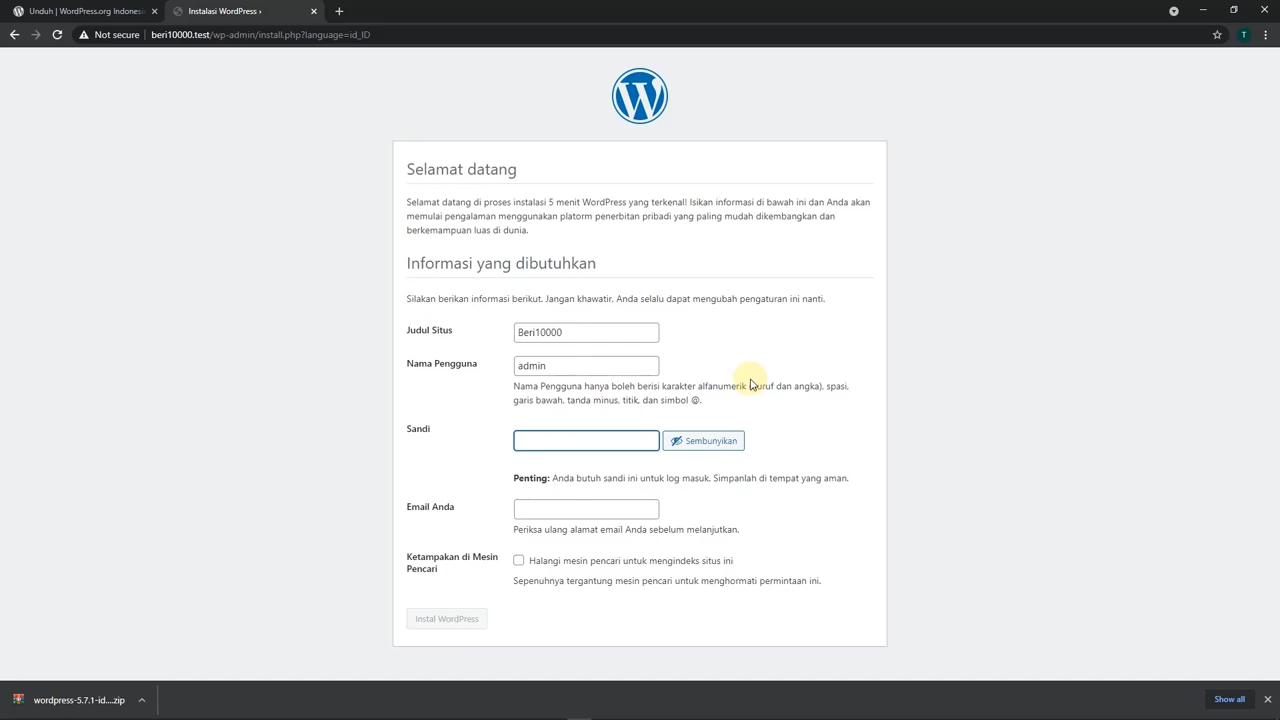 Unduh | WordPress.org Indonesi
Instalasi WordPress ›
Not secure
beri10000.test/wp-admin/install.php?language=id_ID
T
Selamat datang
Selamat datang di proses instalasi 5 menit WordPress yang terkenal! Isikan informasi di bawah ini dan Anda akan
memulai pengalaman menggunakan platorm penerbitan pribadi yang paling mudah dikembangkan dan
berkemampuan luas di dunia.
Informasi yang dibutuhkan
Silakan berikan informasi berikut. Jangan khawatir, Anda selalu dapat mengubah pengaturan ini nanti.
Judul Situs
Beri10000
Nama Pengguna
admin
Nama Pengguna hanya boleh berisi karakter alfanumerik (huruf dan angka), spasi,
garis bawah, tanda minus, titik, dan simbol @.
Sandi
Sembunyikan
Penting: Anda butuh sandi ini untuk log masuk. Simpanlah di tempat yang aman.
Email Anda
Periksa ulang alamat email Anda sebelum melanjutkan.
Ketampakan di Mesin
Pencari
Halangi mesin pencari untuk mengindeks situs ini
Sepenuhnya tergantung mesin pencari untuk menghormati permintaan ini.
Instal WordPress
wordpress-5.7.1-id....zip
Show all